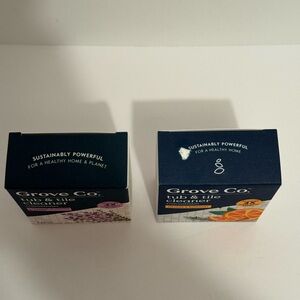 SUSTAINABLY POWERFUL
FOR A HEALTHY HOME & PLANET
Grove Co.
tub & tile
cleaner
SUSTAINABLY POWERFUL
FOR A HEALTHY HOME
Grove Co.
tub & tile
cleaner